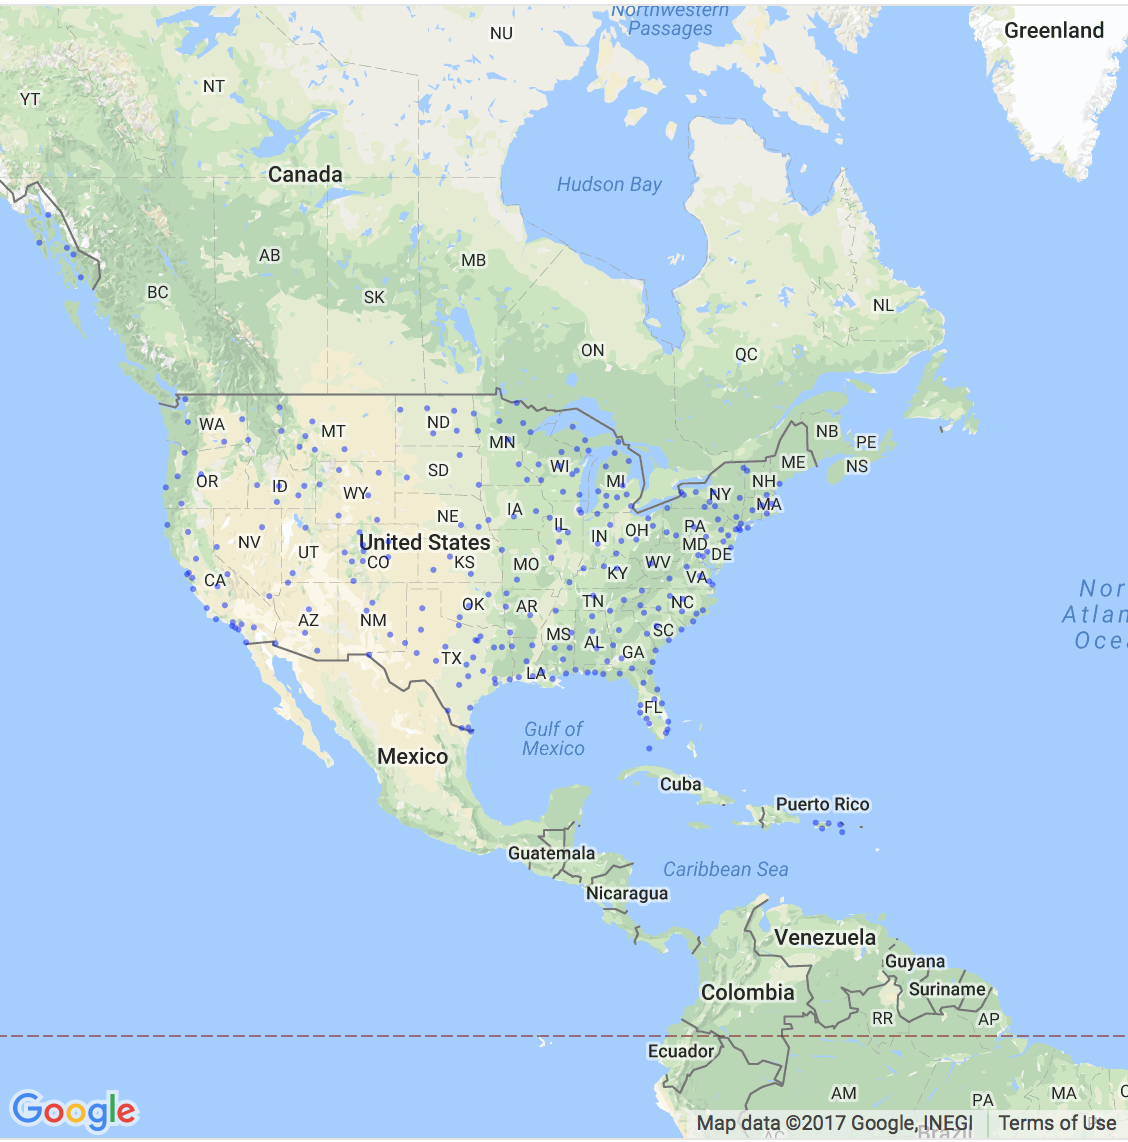 Northwestern
Passages
Greenland
NU
NT
YT
Canada
Hudson Bay
AB
MB
BC
SK
NL
ON
QC
WA
MT
ND
MN
NB
PE
ME
NS
OR
ID
WY
SD
WI
MI
NY
NH
MA
NV
UT
NE
IA
IL
IN
OH
PA
MD
DE
United States
CO
KS
MO
KY
WV
VA
CA
AZ
NM
OK
AR
TN
NC
MS
AL
SC
GA
TX
LA
FL
Nor
Atlan
Oce
Gulf of
Mexico
Mexico
Cuba
Puerto Rico
Guatemala
Caribbean Sea
Nicaragua
Venezuela
Guyana
Colombia
Suriname
RR
AP
Ecuador
AM
PA
MA
Google
Map data ©2017 Google, INEGI
Terms of Use
Brazil